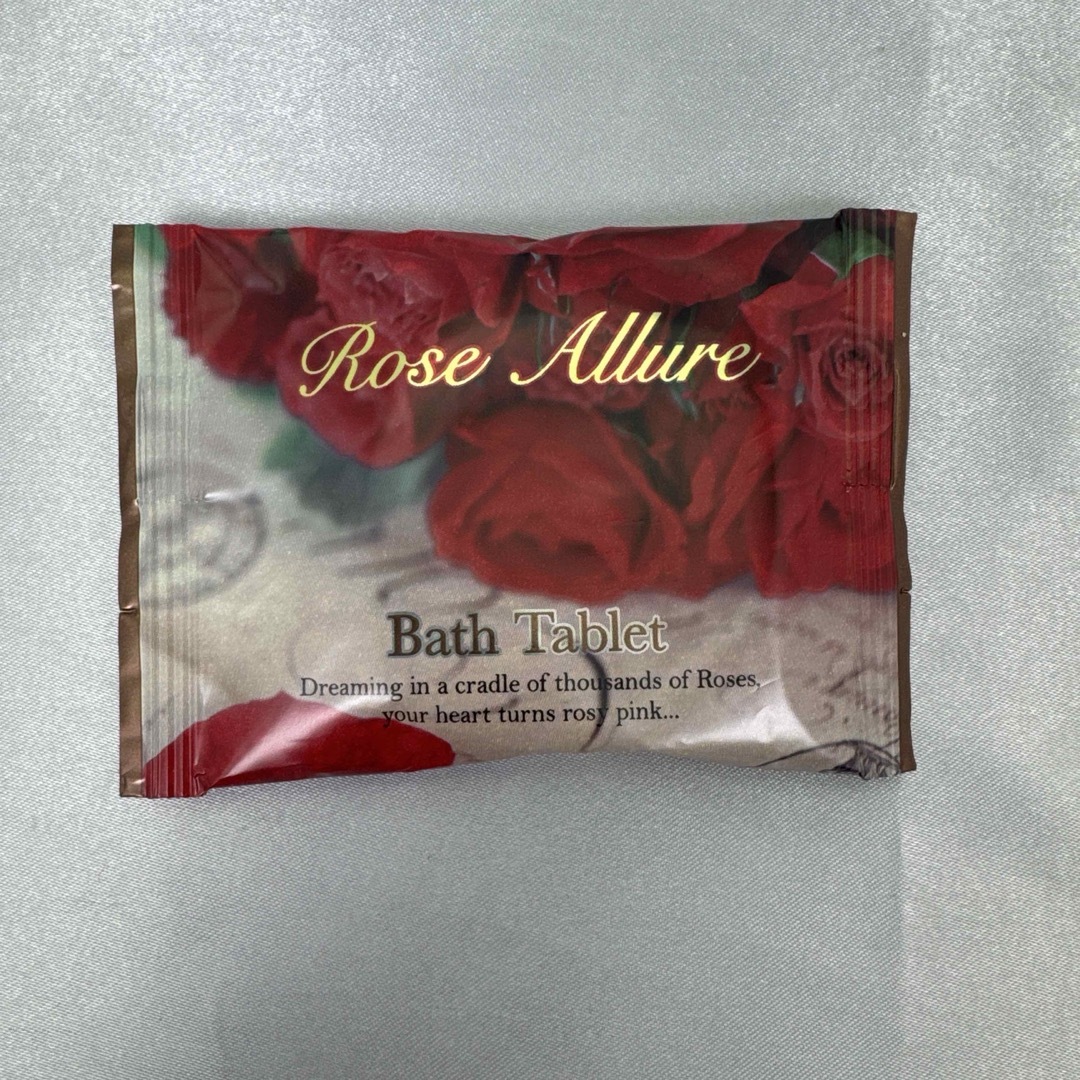 Rose Allure
Bath Tablet
Dreaming in a cradle of thousands of Roses,
your heart turns rosy pink...